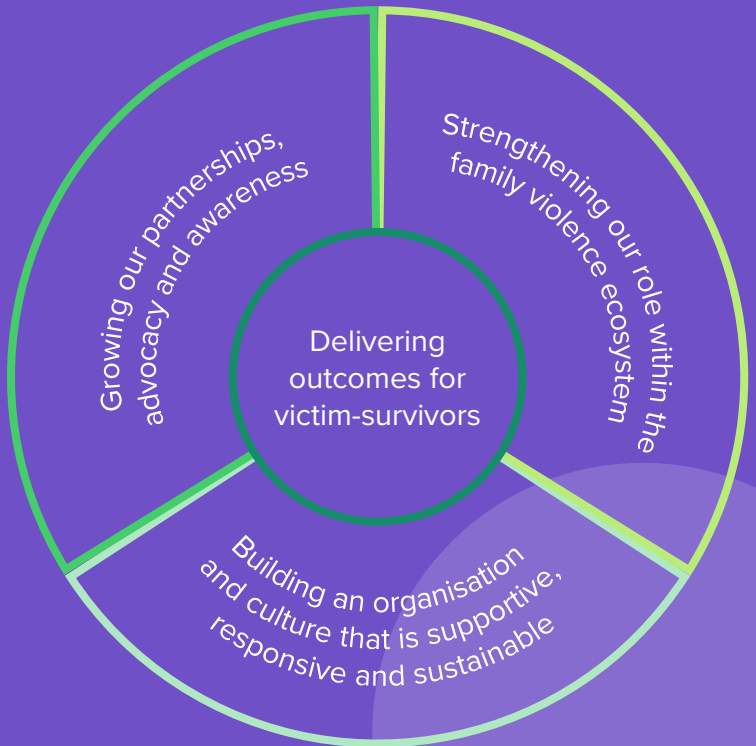 Growing our partnerships,
advocacy and awareness
Strengthening our role within the
family violence ecosystem
Delivering
outcomes for
victim-survivors
Building an organisation
and culture that is supportive,
responsive and sustainable